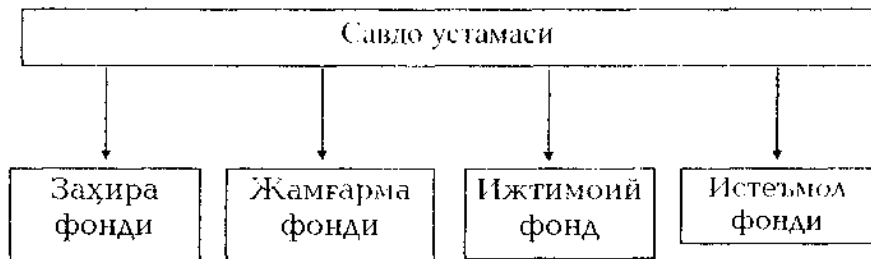 Савдо устамаси
Заҳира
фонди
Жамғарма
фонди
Ижтимоий
фонд
Истеъмол
фонди